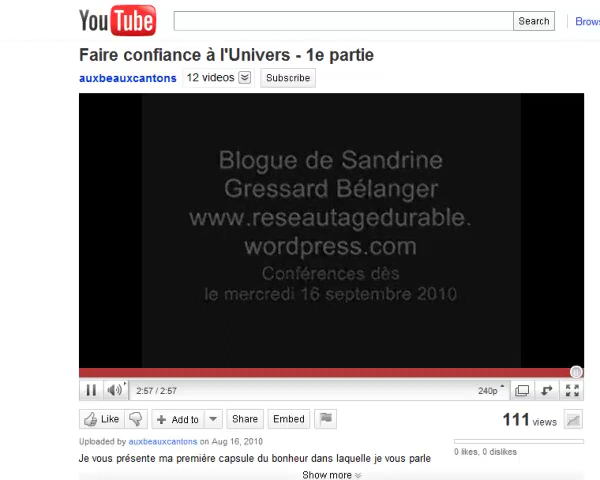 YouTube
Search
Brow
Faire confiance à l'Univers - 1e partie
auxbeauxcantons 12 videos Subscribe
Blogue de Sandrine
Gressard Bélanger
www.reseautagedurable.
wordpress.com
Conférences dès
le mercredi 16 septembre 2010
2:57 / 2:57 240p
Like Add to Share Embed 111 views
Uploaded by auxbeauxcantons on Aug 16, 2010
0 likes, 0 dislikes
Je vous présente ma première capsule du bonheur dans laquelle je vous parle
Show more